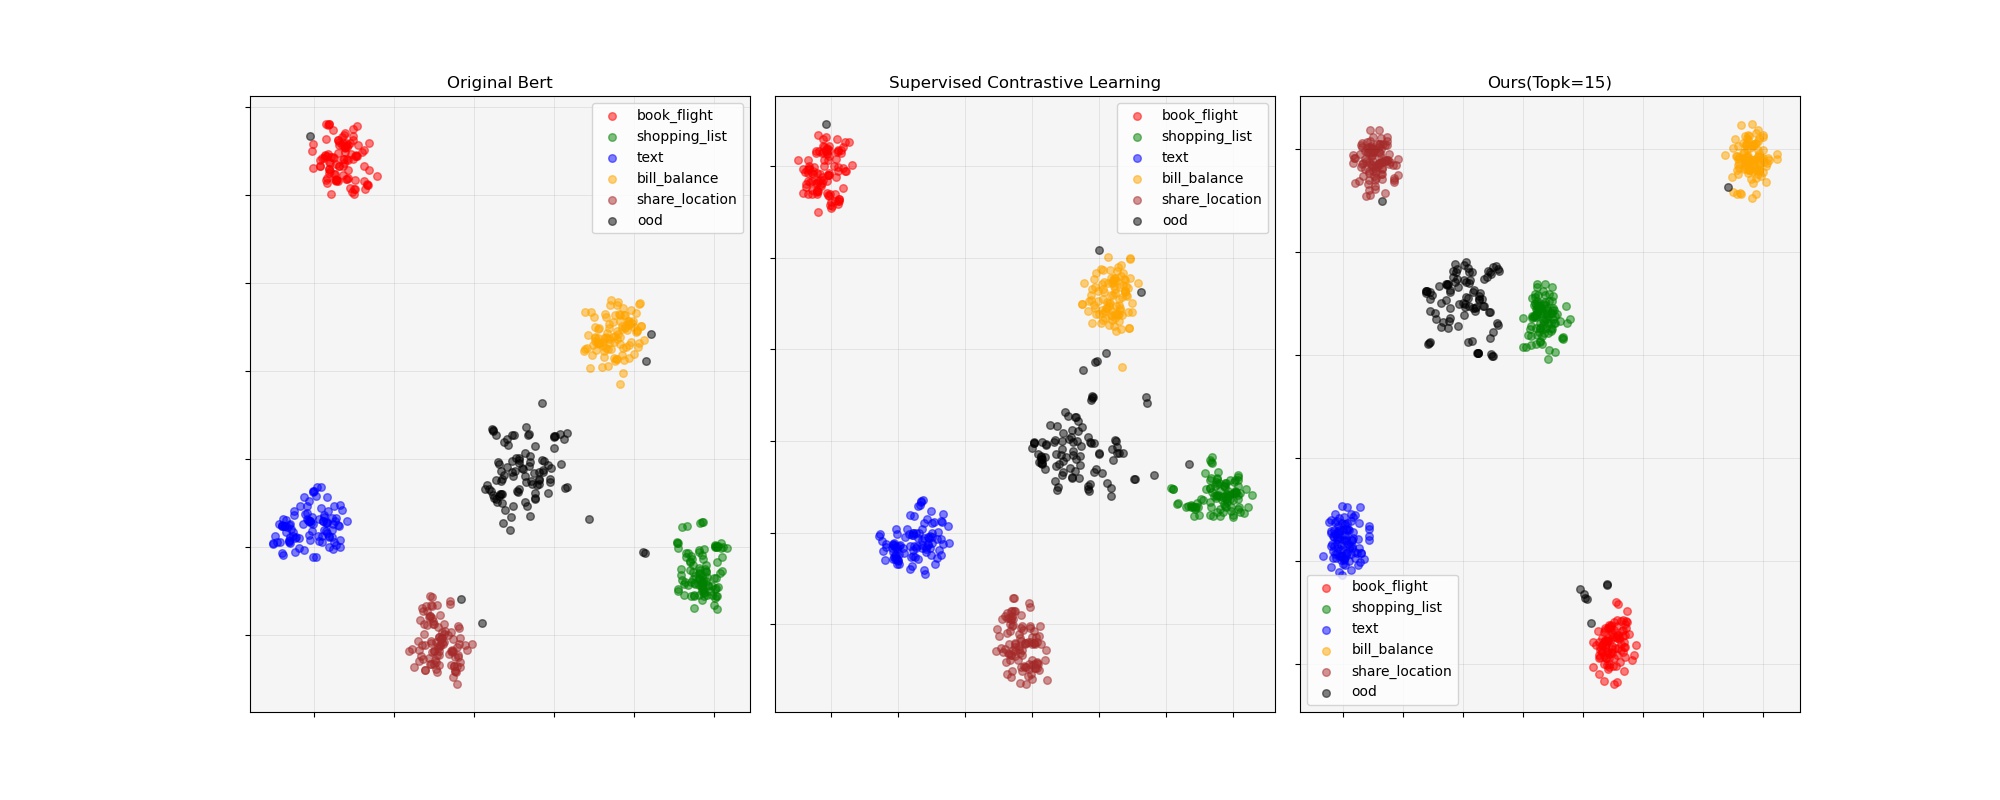 Original Bert
book_flight
shopping_list
text
bill_balance
share_location
ood
Supervised Contrastive Learning
book_flight
shopping_list
text
bill_balance
share_location
ood
Ours(Topk=15)
book_flight
shopping_list
text
bill_balance
share_location
ood